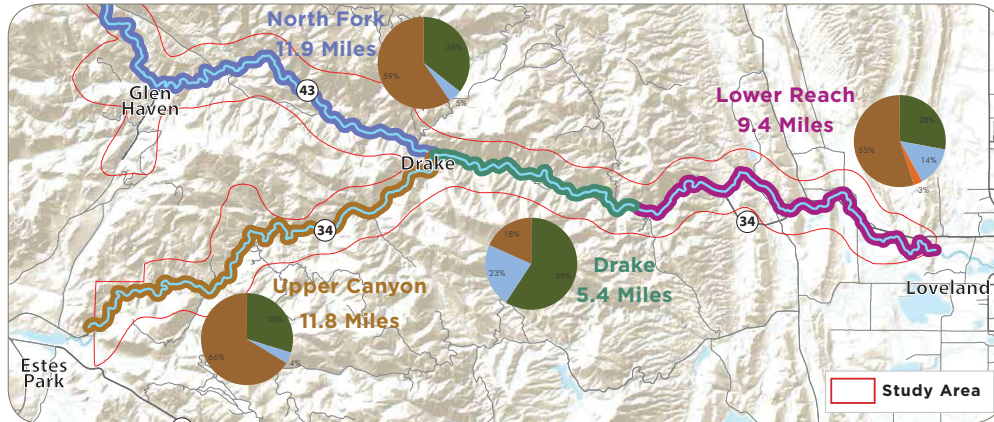 North Fork
11.9 Miles
36%
59%
5%
Glen
Haven
43
Drake
Lower Reach
9.4 Miles
28%
55%
14%
3%
34
34
18%
23%
59%
Drake
5.4 Miles
Upper Canyon
11.8 Miles
30%
66%
4%
Loveland
Estes
Park
Study Area